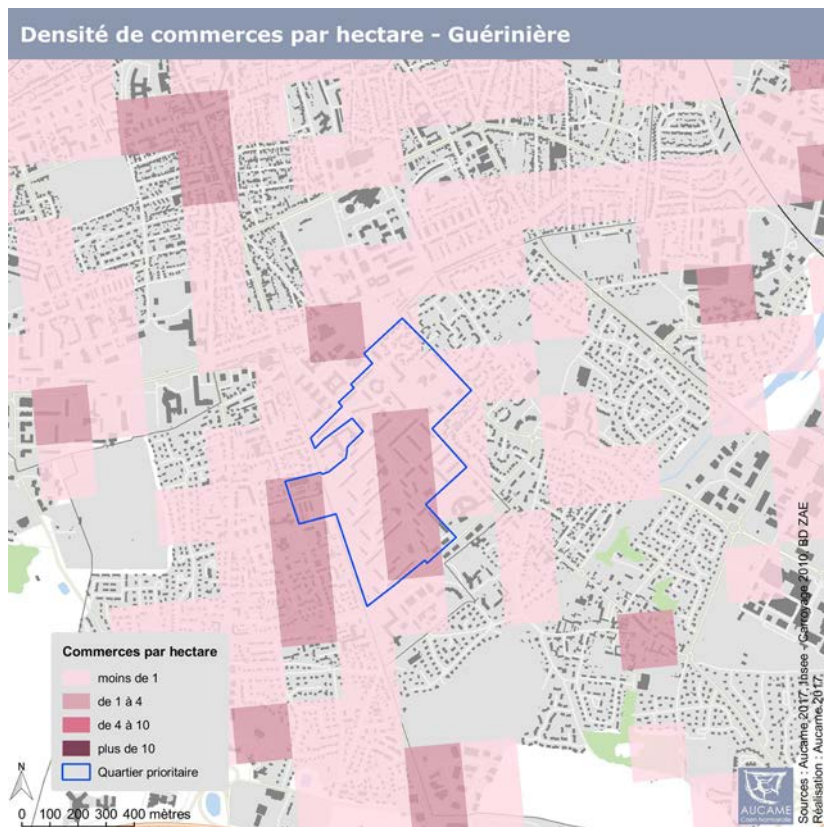 Densité de commerces par hectare - Guérinière
Commerces par hectare
moins de 1
de 1 à 4
de 4 à 10
plus de 10
Quartier prioritaire
N
0 100 200 300 400 mètres
AUCAME
Caen Normandie
Sources : Aucame 2017, Insee - Carroyage 2010, BD ZAE
Réalisation : Aucame 2017.